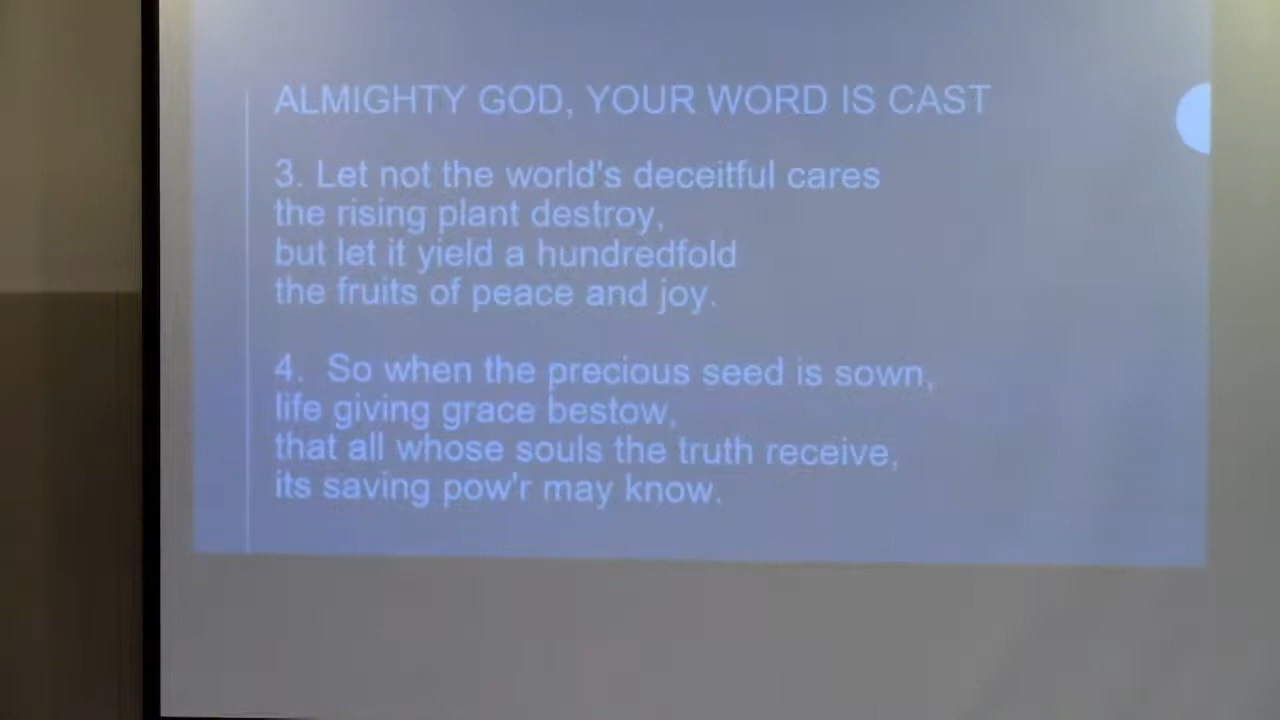 ALMIGHTY GOD, YOUR WORD IS CAST
3. Let not the world's deceitful cares
the rising plant destroy,
but let it yield a hundredfold
the fruits of peace and joy.
4. So when the precious seed is sown,
life giving grace bestow,
that all whose souls the truth receive,
its saving pow'r may know.